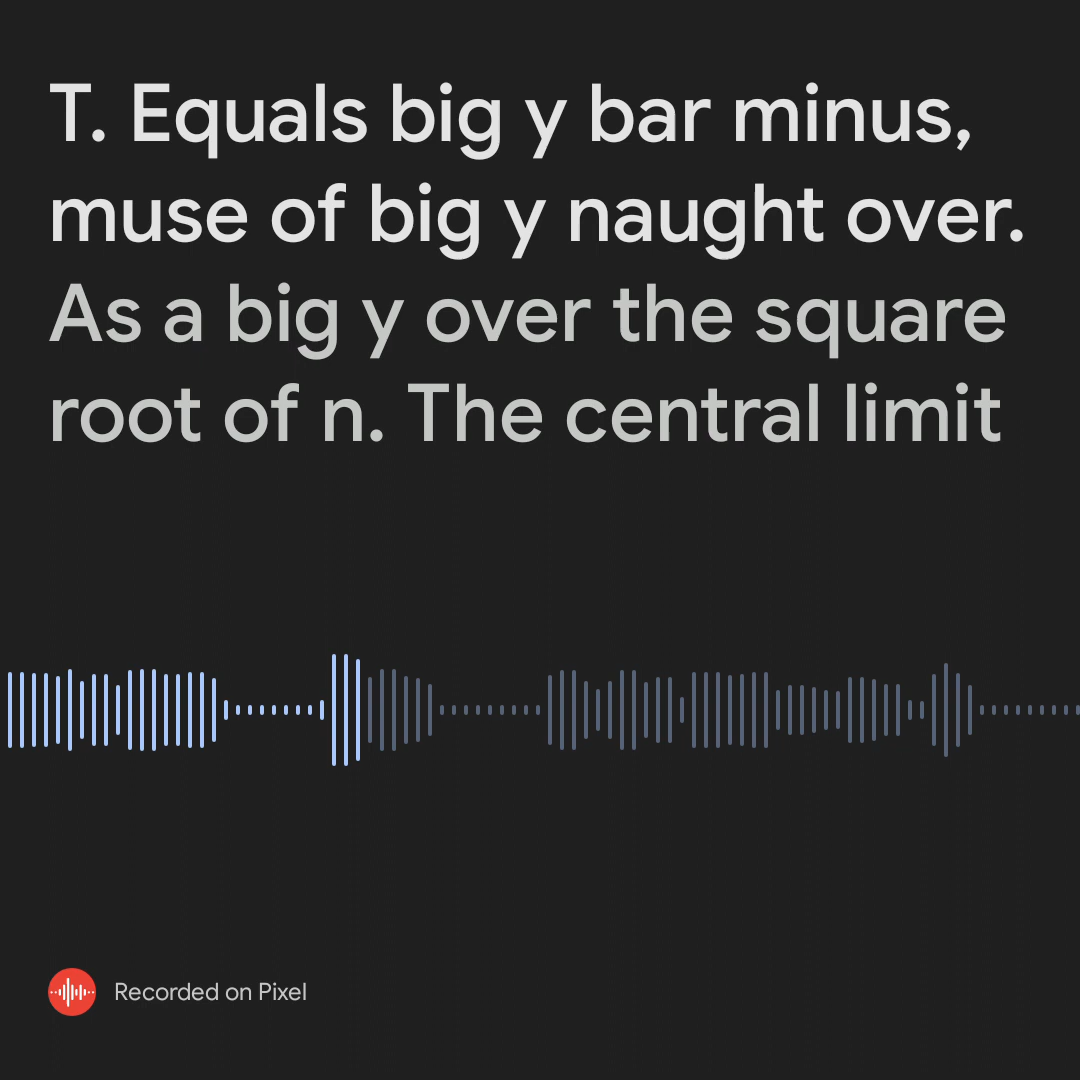 T. Equals big y bar minus,
muse of big y naught over.
As a big y over the square
root of n. The central limit
Recorded on Pixel